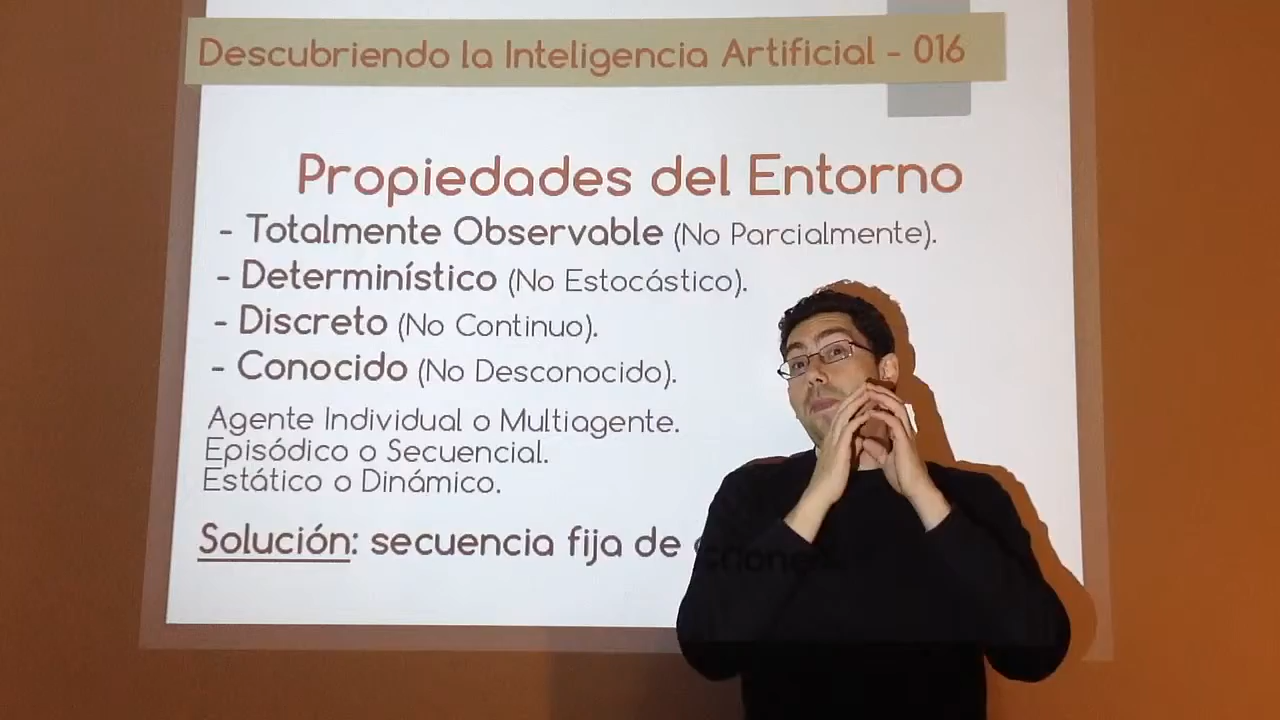 Descubriendo la Inteligencia Artificial - 016
Propiedades del Entorno
- Totalmente Observable (No Parcialmente).
- Determinístico (No Estocástico).
- Discreto (No Continuo).
- Conocido (No Desconocido).
Agente Individual o Multiagente.
Episódico o Secuencial.
Estático o Dinámico.
Solución: secuencia fija de